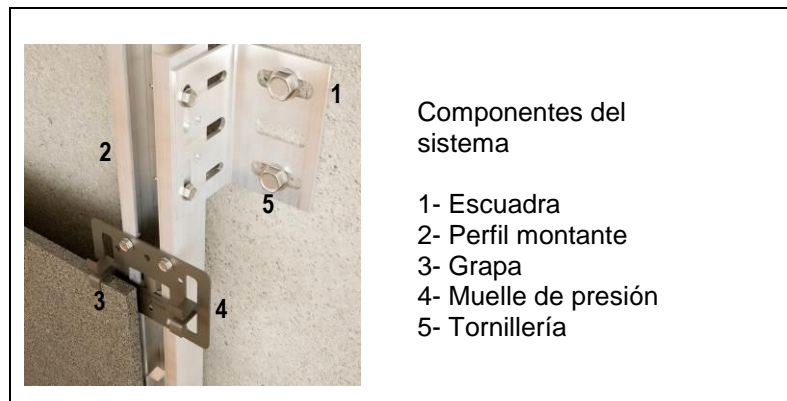 1
2
5
3
4
Componentes del
sistema
1- Escuadra
2- Perfil montante
3- Grapa
4- Muelle de presión
5- Tornillería